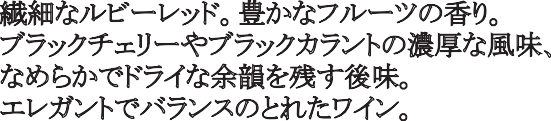 繊細なルビーレッド。豊かなフルーツの香り。
ブラックチェリーやブラックカラントの濃厚な風味、
なめらかでドライな余韻を残す後味。
エレガントでバランスのとれたワイン。